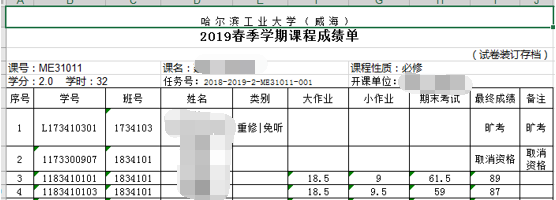 A B C D E F G H I J
哈尔滨工业大学（威海）
2019春季学期课程成绩单
（试卷装订存档）
课号：ME31011 课名： 课程性质：必修
学分：2.0 学时：32 任务号：2018-2019-2-ME31011-001 开课单位：
序号 学号 班号 姓名 类别 大作业 小作业 期末考试 最终成绩 备注
1 L173410301 1734103 重修|免听 旷考 旷考
2 1173300907 1834101 取消资格 取消资格
3 1183410101 1834101 18.5 9 61.5 89
4 1183410103 1834101 18.5 9.5 59 87